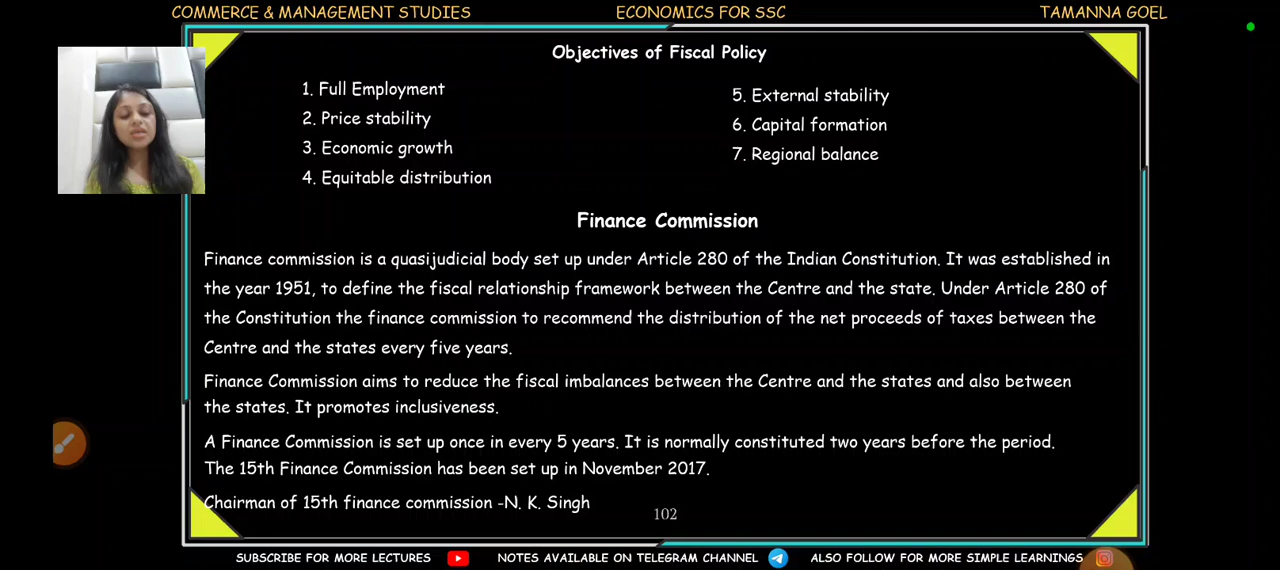 COMMERCE & MANAGEMENT STUDIES ECONOMICS FOR SSC TAMANNA GOEL
Objectives of Fiscal Policy
1. Full Employment
2. Price stability
3. Economic growth
4. Equitable distribution
5. External stability
6. Capital formation
7. Regional balance
Finance Commission
Finance commission is a quasijudicial body set up under Article 280 of the Indian Constitution. It was established in
the year 1951, to define the fiscal relationship framework between the Centre and the state. Under Article 280 of
the Constitution the finance commission to recommend the distribution of the net proceeds of taxes between the
Centre and the states every five years.
Finance Commission aims to reduce the fiscal imbalances between the Centre and the states and also between
the states. It promotes inclusiveness.
A Finance Commission is set up once in every 5 years. It is normally constituted two years before the period.
The 15th Finance Commission has been set up in November 2017.
Chairman of 15th finance commission -N. K. Singh
102
SUBSCRIBE FOR MORE LECTURES NOTES AVAILABLE ON TELEGRAM CHANNEL ALSO FOLLOW FOR MORE SIMPLE LEARNINGS